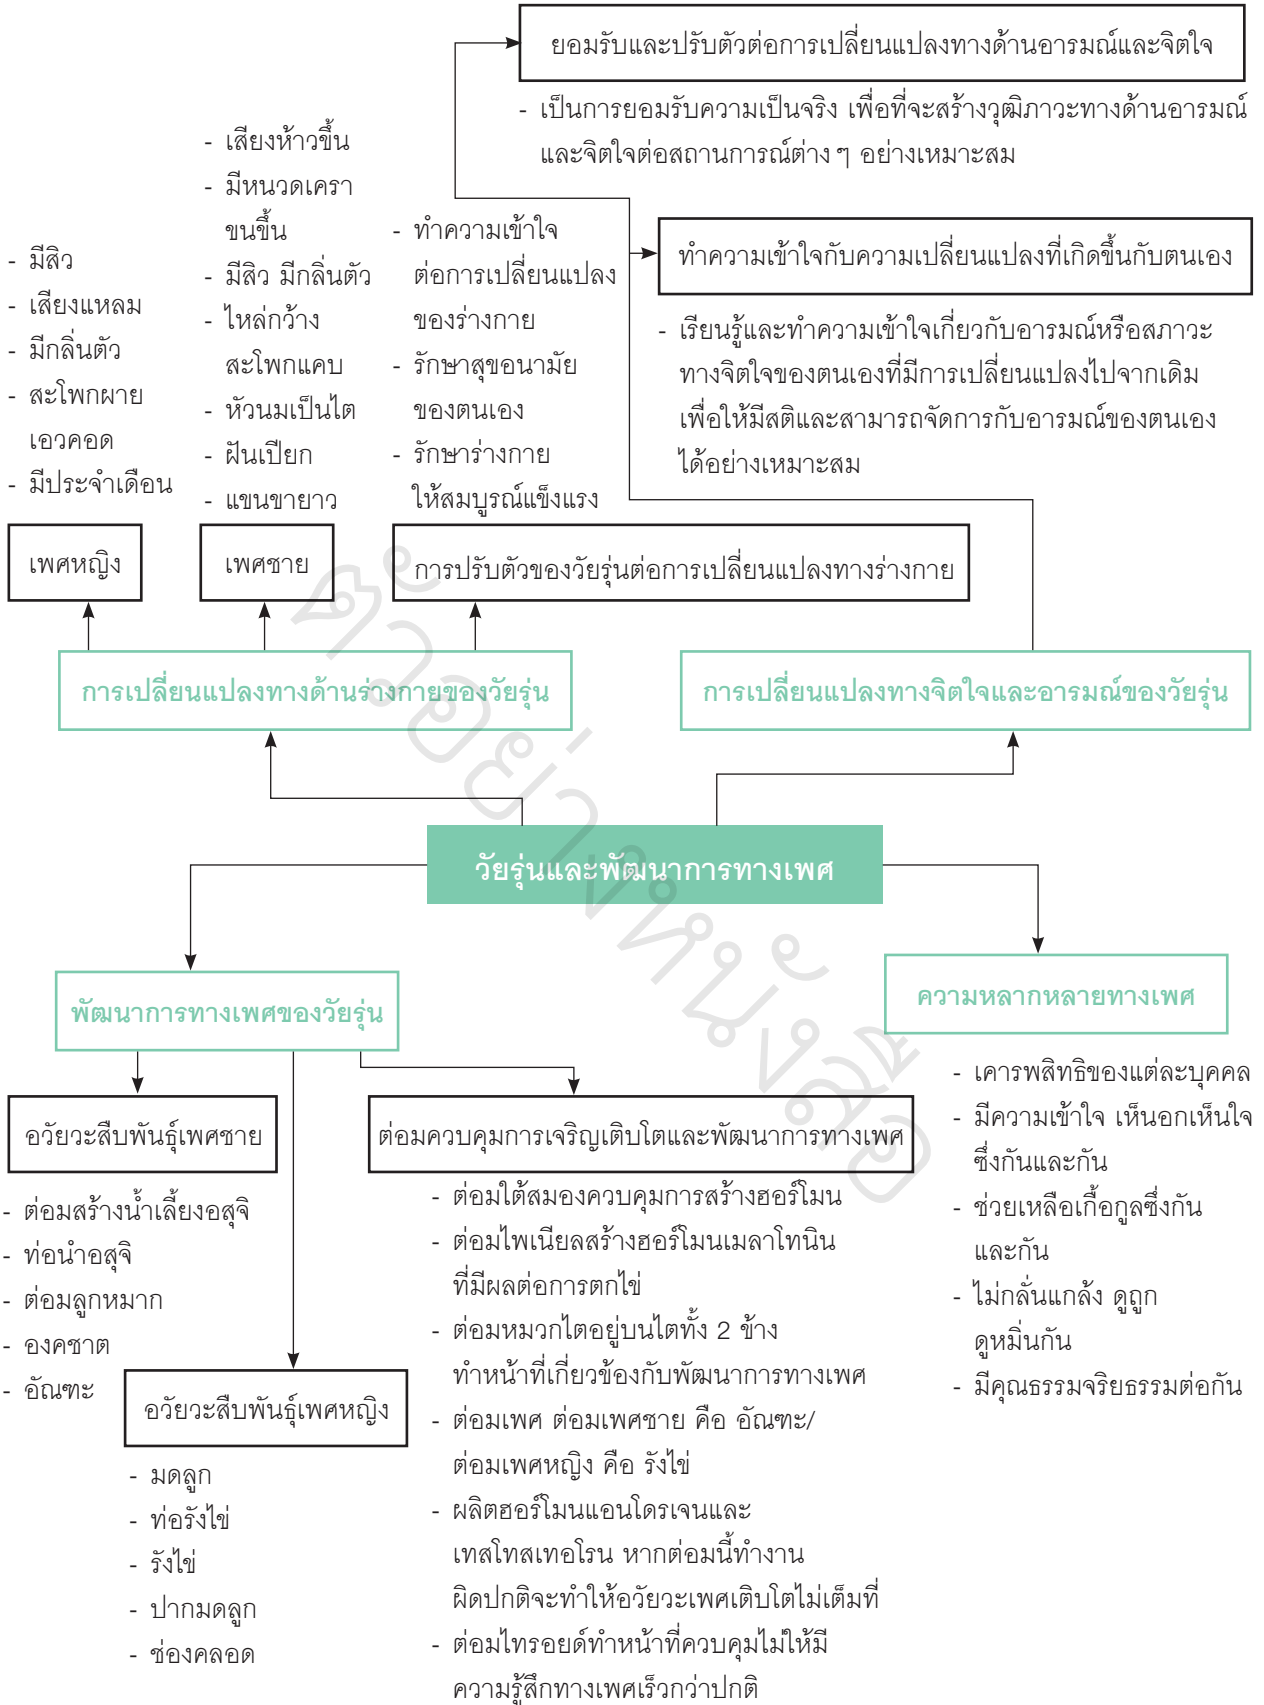 ยอมรับและปรับตัวต่อการเปลี่ยนแปลงทางด้านอารมณ์และจิตใจ
- เป็นการยอมรับความเป็นจริง เพื่อที่จะสร้างวุฒิภาวะทางด้านอารมณ์
และจิตใจต่อสถานการณ์ต่าง ๆ อย่างเหมาะสม
ทำความเข้าใจกับความเปลี่ยนแปลงที่เกิดขึ้นกับตนเอง
- เรียนรู้และทำความเข้าใจเกี่ยวกับอารมณ์หรือสภาวะ
ทางจิตใจของตนเองที่มีการเปลี่ยนแปลงไปจากเดิม
เพื่อให้มีสติและสามารถจัดการกับอารมณ์ของตนเอง
ได้อย่างเหมาะสม
- มีสิว
- เสียงแหลม
- มีกลิ่นตัว
- สะโพกผาย
เอวคอด
- มีประจำเดือน
เพศหญิง
- เสียงห้าวขึ้น
- มีหนวดเครา
ขนขึ้น
- มีสิว มีกลิ่นตัว
- ไหล่กว้าง
สะโพกแคบ
- หัวนมเป็นไต
- ฝันเปียก
- แขนขายาว
เพศชาย
- ทำความเข้าใจ
ต่อการเปลี่ยนแปลง
ของร่างกาย
- รักษาสุขอนามัย
ของตนเอง
- รักษาร่างกาย
ให้สมบูรณ์แข็งแรง
การปรับตัวของวัยรุ่นต่อการเปลี่ยนแปลงทางร่างกาย
การเปลี่ยนแปลงทางด้านร่างกายของวัยรุ่น
การเปลี่ยนแปลงทางจิตใจและอารมณ์ของวัยรุ่น
วัยรุ่นและพัฒนาการทางเพศ
พัฒนาการทางเพศของวัยรุ่น
ความหลากหลายทางเพศ
อวัยวะสืบพันธุ์เพศชาย
- ต่อมสร้างน้ำเลี้ยงอสุจิ
- ท่อนำอสุจิ
- ต่อมลูกหมาก
- องคชาต
- อัณฑะ
อวัยวะสืบพันธุ์เพศหญิง
- มดลูก
- ท่อรังไข่
- รังไข่
- ปากมดลูก
- ช่องคลอด
ต่อมควบคุมการเจริญเติบโตและพัฒนาการทางเพศ
- ต่อมใต้สมองควบคุมการสร้างฮอร์โมน
- ต่อมไพเนียลสร้างฮอร์โมนเมลาโทนิน
ที่มีผลต่อการตกไข่
- ต่อมหมวกไตอยู่บนไตทั้ง 2 ข้าง
ทำหน้าที่เกี่ยวข้องกับพัฒนาการทางเพศ
- ต่อมเพศ ต่อมเพศชาย คือ อัณฑะ/
ต่อมเพศหญิง คือ รังไข่
- ผลิตฮอร์โมนแอนโดรเจนและ
เทสโทสเทอโรน หากต่อมนี้ทำงาน
ผิดปกติจะทำให้อวัยวะเพศเติบโตไม่เต็มที่
- ต่อมไทรอยด์ทำหน้าที่ควบคุมไม่ให้มี
ความรู้สึกทางเพศเร็วกว่าปกติ
- เคารพสิทธิของแต่ละบุคคล
- มีความเข้าใจ เห็นอกเห็นใจ
ซึ่งกันและกัน
- ช่วยเหลือเกื้อกูลซึ่งกัน
และกัน
- ไม่กลั่นแกล้ง ดูถูก
ดูหมิ่นกัน
- มีคุณธรรมจริยธรรมต่อกัน
ตัวอย่างหนังสือ